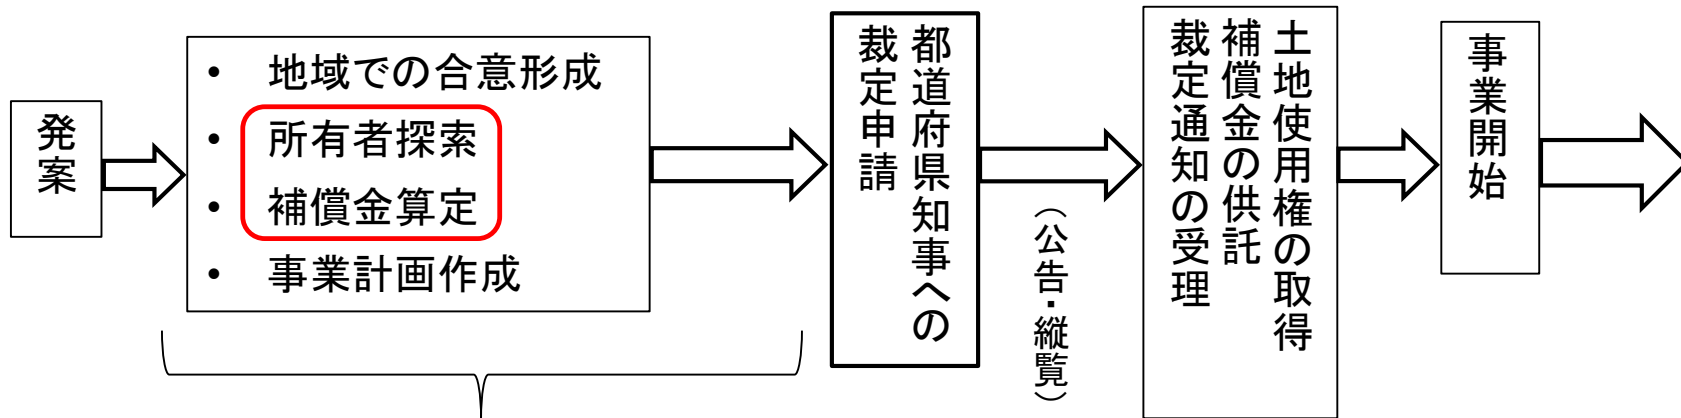 発案
• 地域での合意形成
• 所有者探索
• 補償金算定
• 事業計画作成
都道府県知事への
裁定申請
（公告・縦覧）
土地使用権の取得
補償金の供託
裁定通知の受理
事業開始